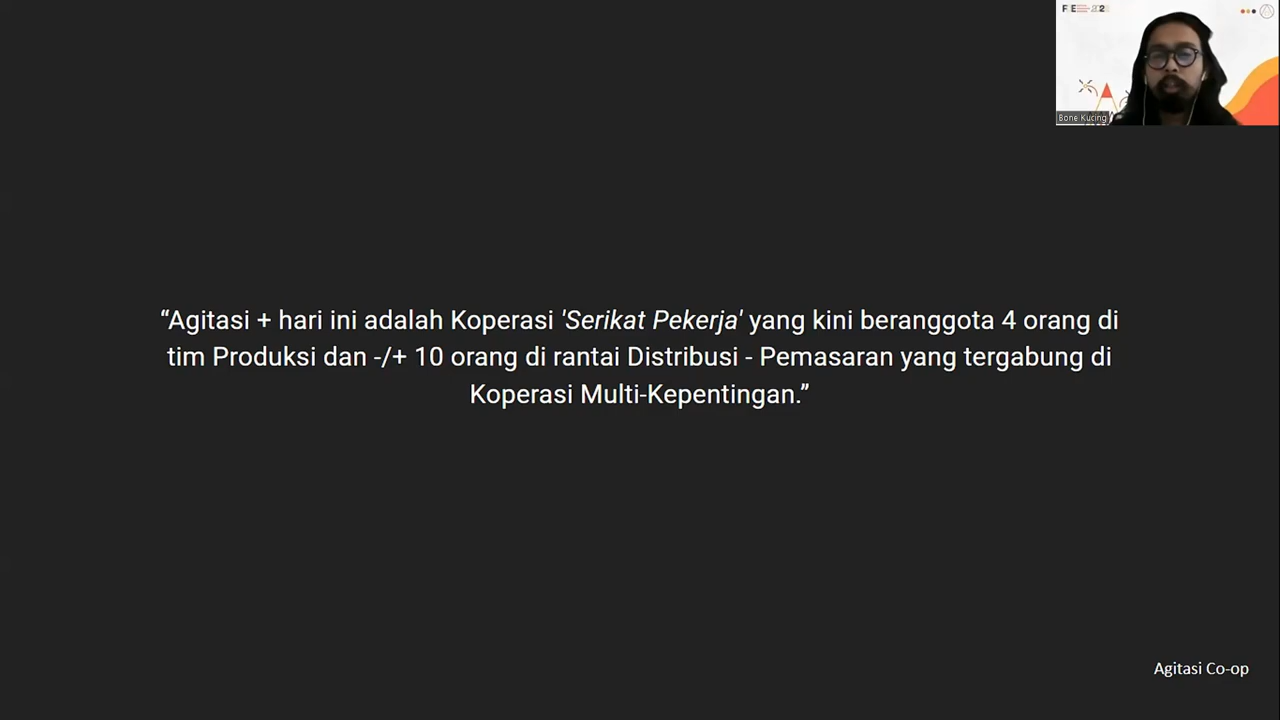 Bone Kucing
“Agitasi + hari ini adalah Koperasi 'Serikat Pekerja' yang kini beranggota 4 orang di
tim Produksi dan -/+ 10 orang di rantai Distribusi - Pemasaran yang tergabung di
Koperasi Multi-Kepentingan.”
Agitasi Co-op